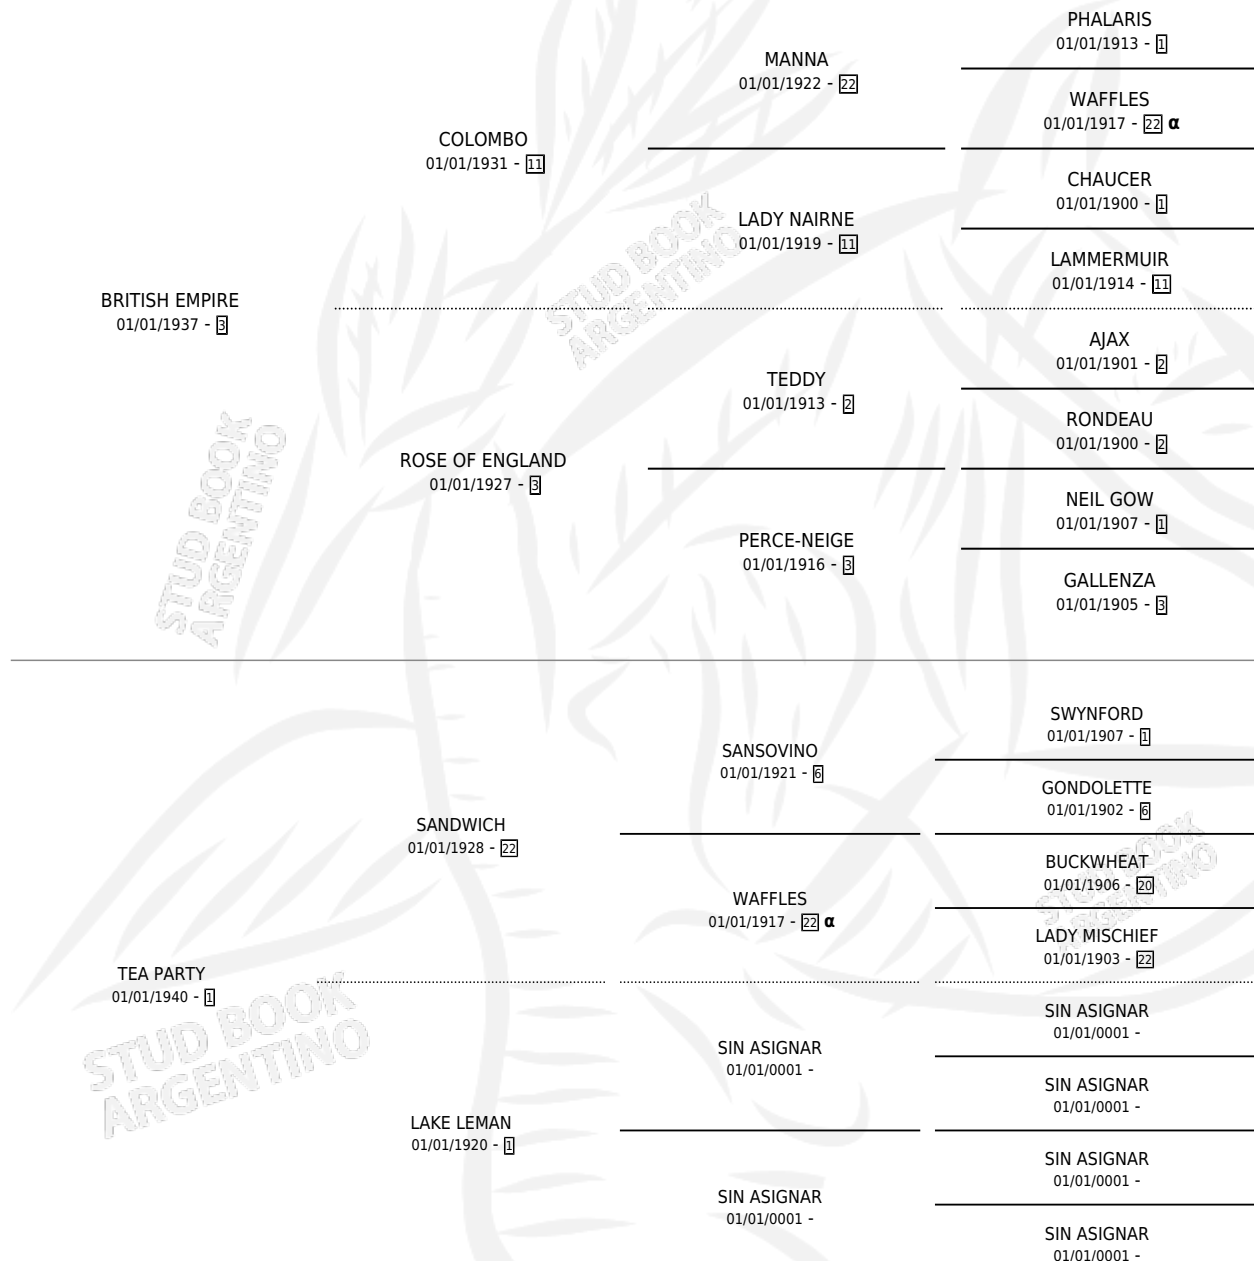 PHALARIS
01/01/1913 - 1
MANNA
01/01/1922 - 22
WAFFLES
01/01/1917 - 22 α
COLOMBO
01/01/1931 - 11
CHAUCER
01/01/1900 - 1
LADY NAIRNE
01/01/1919 - 11
LAMMERMUIR
01/01/1914 - 11
BRITISH EMPIRE
01/01/1937 - 3
AJAX
01/01/1901 - 2
TEDDY
01/01/1913 - 2
RONDEAU
01/01/1900 - 2
ROSE OF ENGLAND
01/01/1927 - 3
NEIL GOW
01/01/1907 - 1
PERCE-NEIGE
01/01/1916 - 3
GALLENZA
01/01/1905 - 3
SWYNFORD
01/01/1907 - 1
SANSOVINO
01/01/1921 - 6
GONDOLETTE
01/01/1902 - 6
SANDWICH
01/01/1928 - 22
BUCKWHEAT
01/01/1906 - 20
WAFFLES
01/01/1917 - 22 α
LADY MISCHIEF
01/01/1903 - 22
TEA PARTY
01/01/1940 - 1
SIN ASIGNAR
01/01/0001 -
SIN ASIGNAR
01/01/0001 -
SIN ASIGNAR
01/01/0001 -
LAKE LEMAN
01/01/1920 - 1
SIN ASIGNAR
01/01/0001 -
SIN ASIGNAR
01/01/0001 -
SIN ASIGNAR
01/01/0001 -
STUD BOOK
ARGENTINO
STUD BOOK
ARGENTINO
STUD BOOK
ARGENTINO
STUD BOOK
ARGENTINO